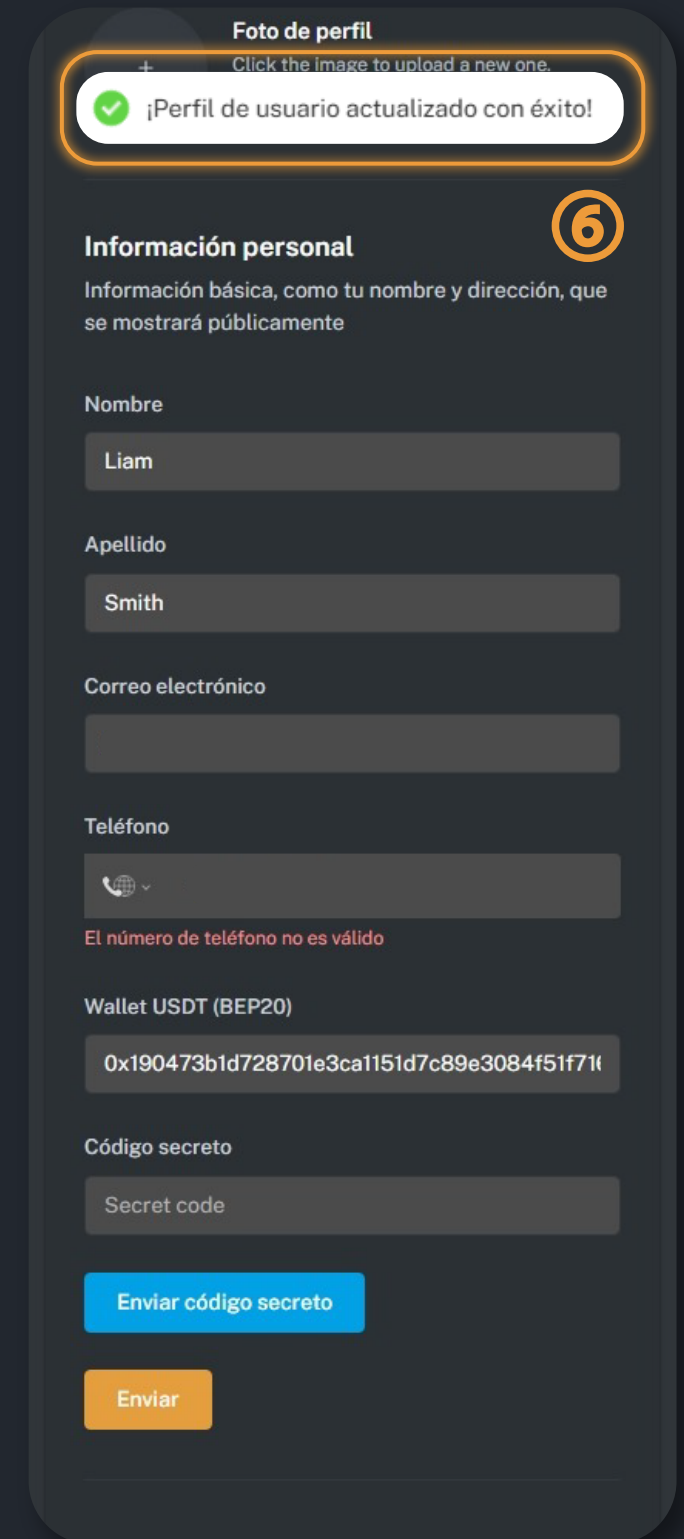 Foto de perfil
Click the image to upload a new one.
¡Perfil de usuario actualizado con éxito!
6
Información personal
Información básica, como tu nombre y dirección, que
se mostrará públicamente
Nombre
Liam
Apellido
Smith
Correo electrónico
Teléfono
El número de teléfono no es válido
Wallet USDT (BEP20)
0x190473b1d728701e3ca1151d7c89e3084f51f716
Código secreto
Secret code
Enviar código secreto
Enviar